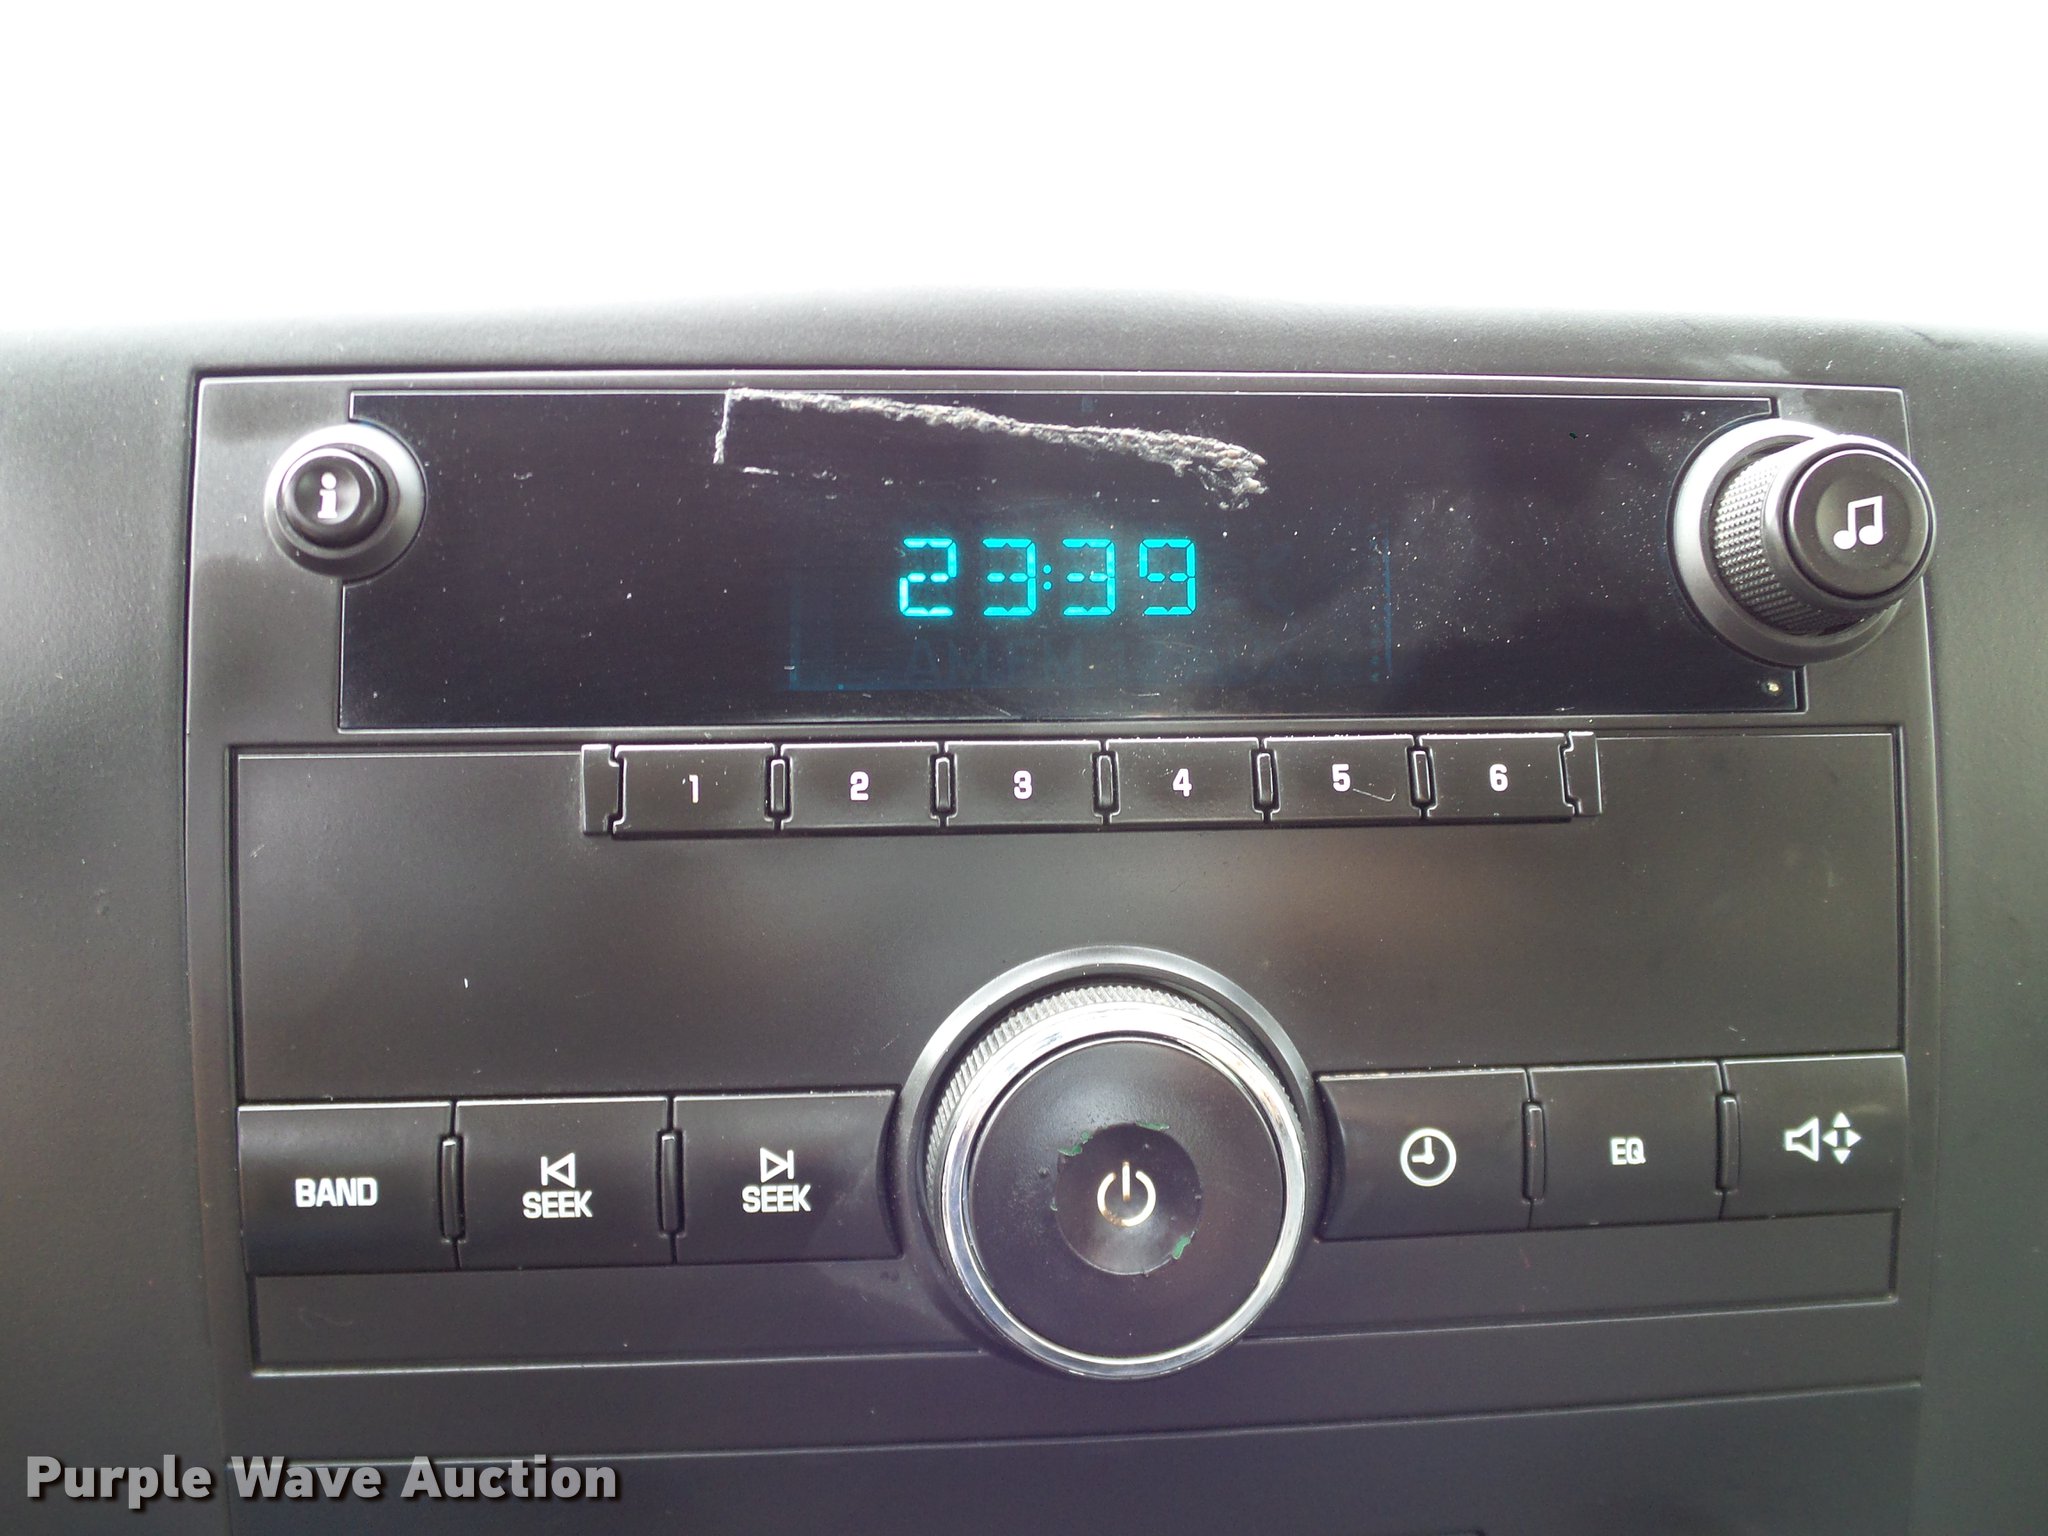 i
23:39
1 2 3 4 5 6
BAND SEEK SEEK EQ
Purple Wave Auction